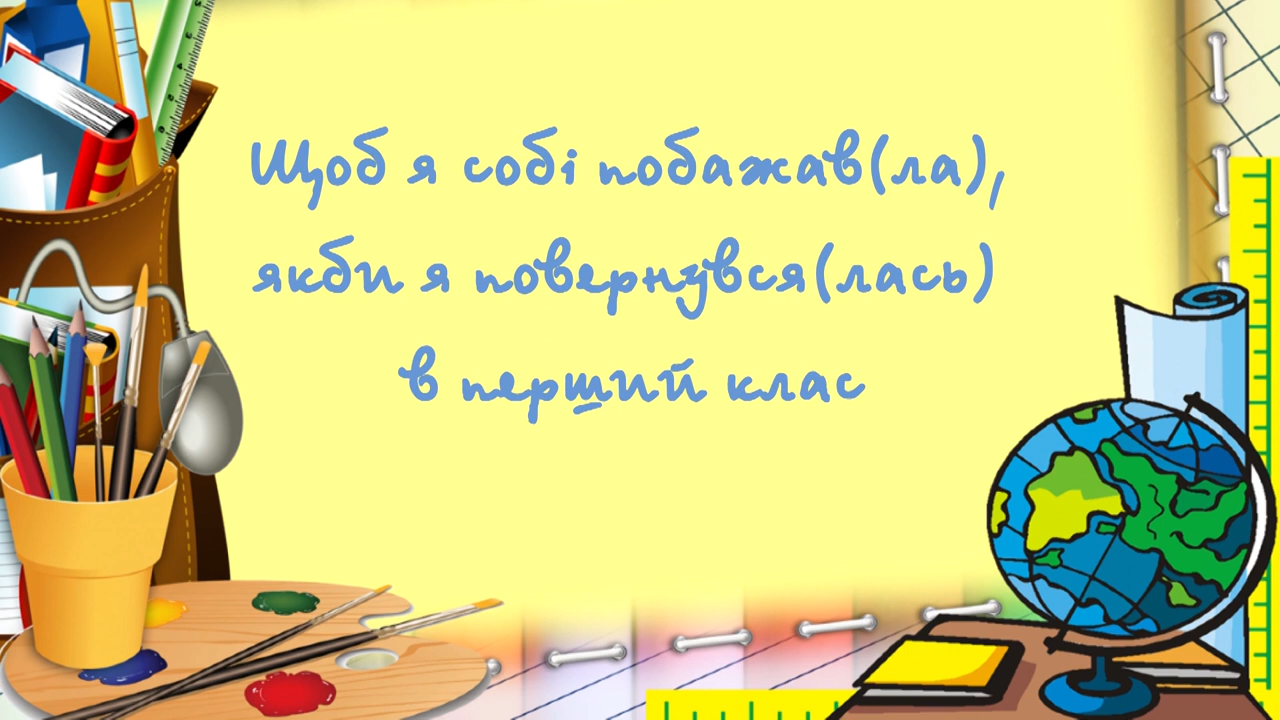 Щоб я собі побажав(ла),
якби я повернувся(лась)
в перший клас